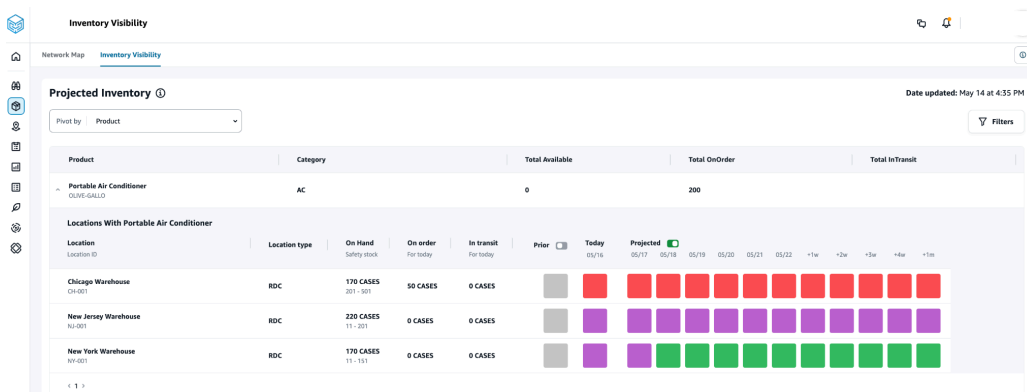 Inventory Visibility
Network Map Inventory Visibility
Projected Inventory
Date updated: May 14 at 4:35 PM
Pivot by Product
Filters
Product Category Total Available Total OnOrder Total InTransit
Portable Air Conditioner AC 0 200
OLIVE-GALLO
Locations With Portable Air Conditioner
Location Location type On Hand On order In transit Prior Today Projected
Location ID Safety stock For today For today 05/16 05/17 05/18 05/19 05/20 05/21 05/22 +1w +2w +3w +4w +1m
Chicago Warehouse RDC 170 CASES 50 CASES 0 CASES
CH-001 201 - 501
New Jersey Warehouse RDC 220 CASES 0 CASES 0 CASES
NJ-001 11 - 201
New York Warehouse RDC 170 CASES 0 CASES 0 CASES
NY-001 11 - 151
< 1 >